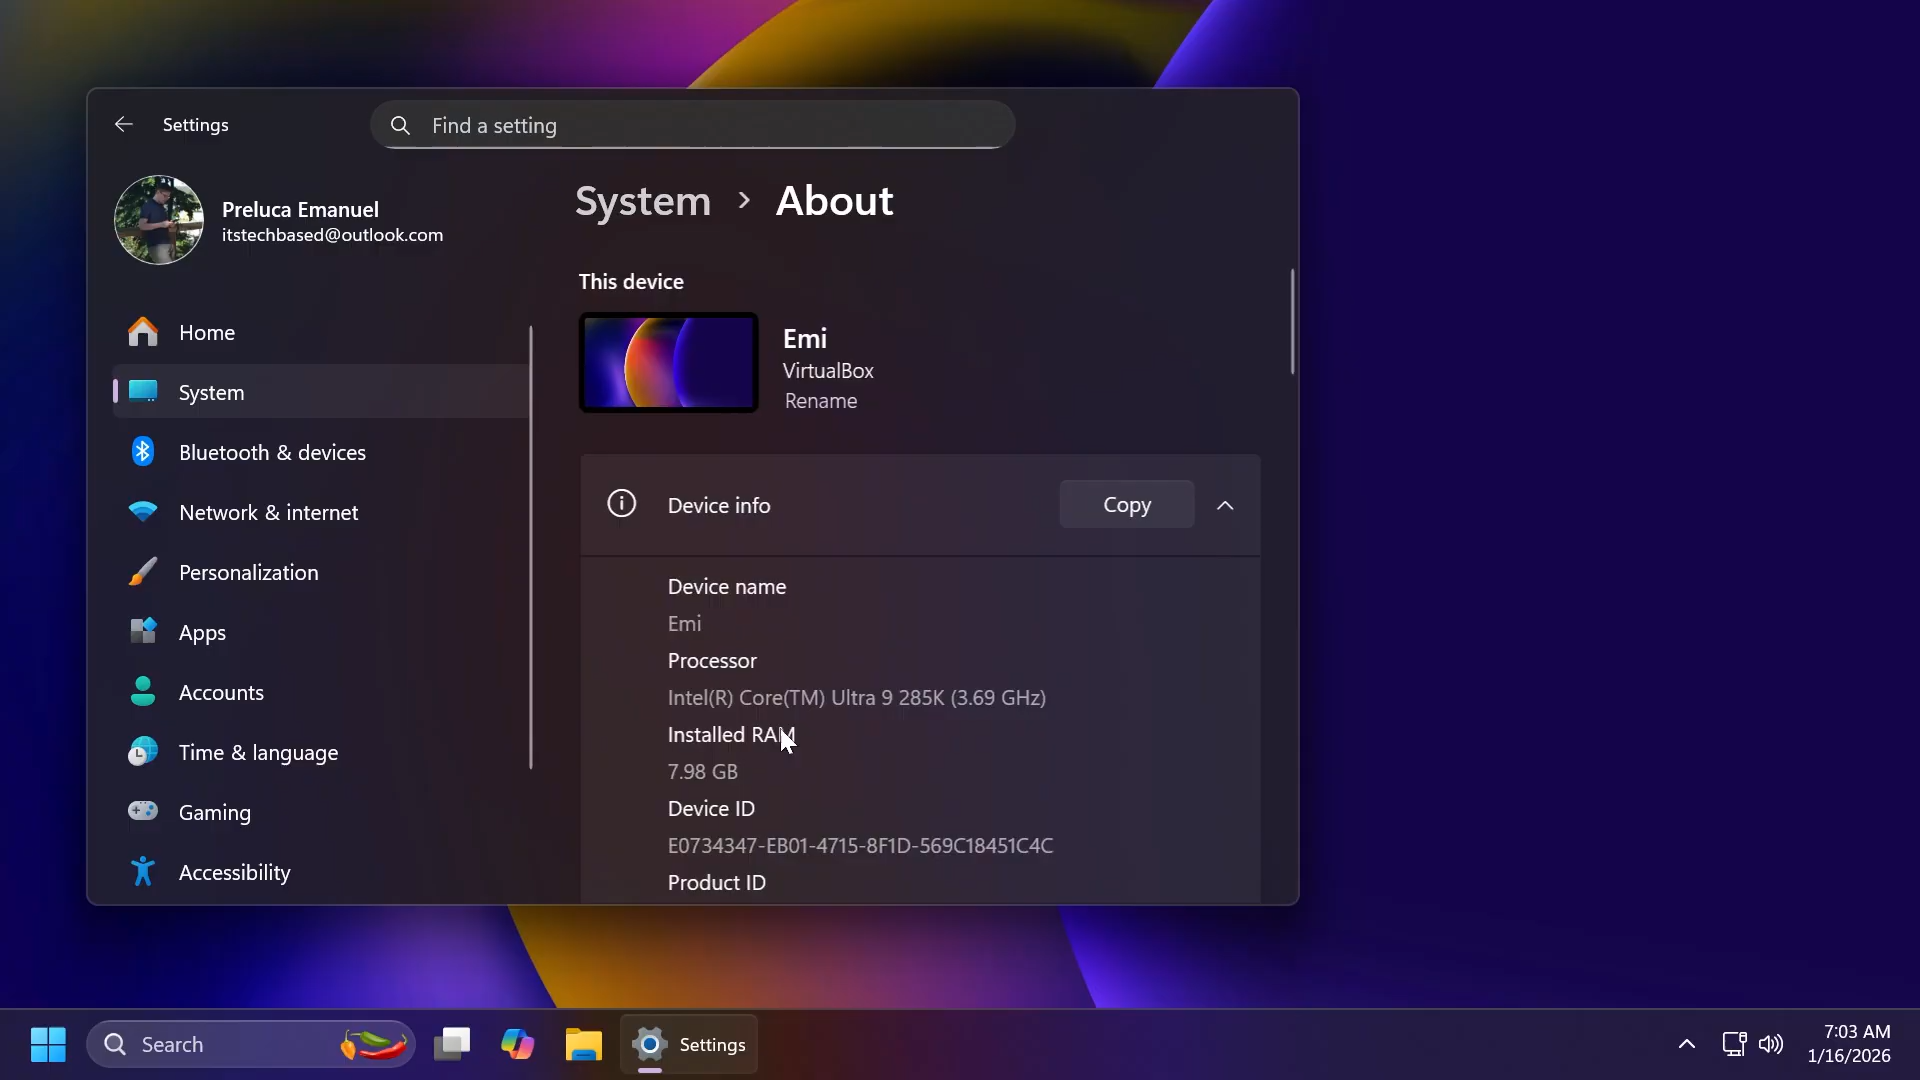 Settings
Find a setting
Preluca Emanuel
itstechbased@outlook.com
Home
System
Bluetooth & devices
Network & internet
Personalization
Apps
Accounts
Time & language
Gaming
Accessibility
System > About
This device
Emi
VirtualBox
Rename
Device info
Copy
Device name
Emi
Processor
Intel(R) Core(TM) Ultra 9 285K (3.69 GHz)
Installed RAM
7.98 GB
Device ID
E0734347-EB01-4715-8F1D-569C18451C4C
Product ID
Search
Settings
7:03 AM
1/16/2026